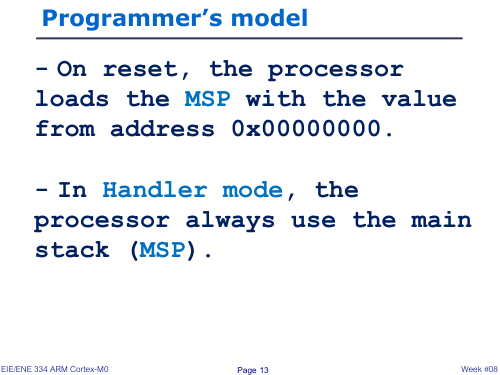 Programmer's model
– On reset, the processor
loads the MSP with the value
from address 0x00000000.
– In Handler mode, the
processor always use the main
stack (MSP).
EIE/ENE 334 ARM Cortex-M0 Page 13 Week #08